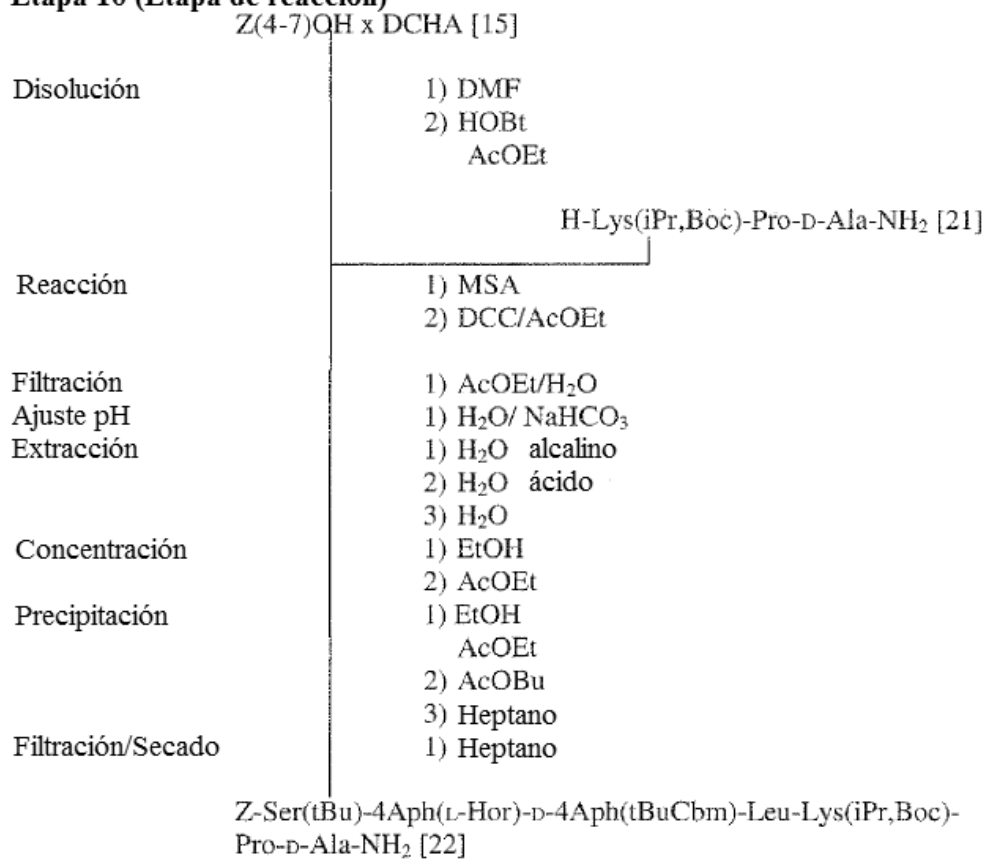 Etapa 10 (Etapa de reacción)
Z(4-7)OH x DCHA [15]
Disolución 1) DMF
2) HOBt
AcOEt
H-Lys(iPr,Boc)-Pro-D-Ala-NH₂ [21]
Reacción 1) MSA
2) DCC/AcOEt
Filtración 1) AcOEt/H₂O
Ajuste pH 1) H₂O/ NaHCO₃
Extracción 1) H₂O alcalino
2) H₂O ácido
3) H₂O
Concentración 1) EtOH
2) AcOEt
Precipitación 1) EtOH
AcOEt
2) AcOBu
3) Heptano
Filtración/Secado 1) Heptano
Z-Ser(tBu)-4Aph(L-Hor)-D-4Aph(tBuCbm)-Leu-Lys(iPr,Boc)-
Pro-D-Ala-NH₂ [22]